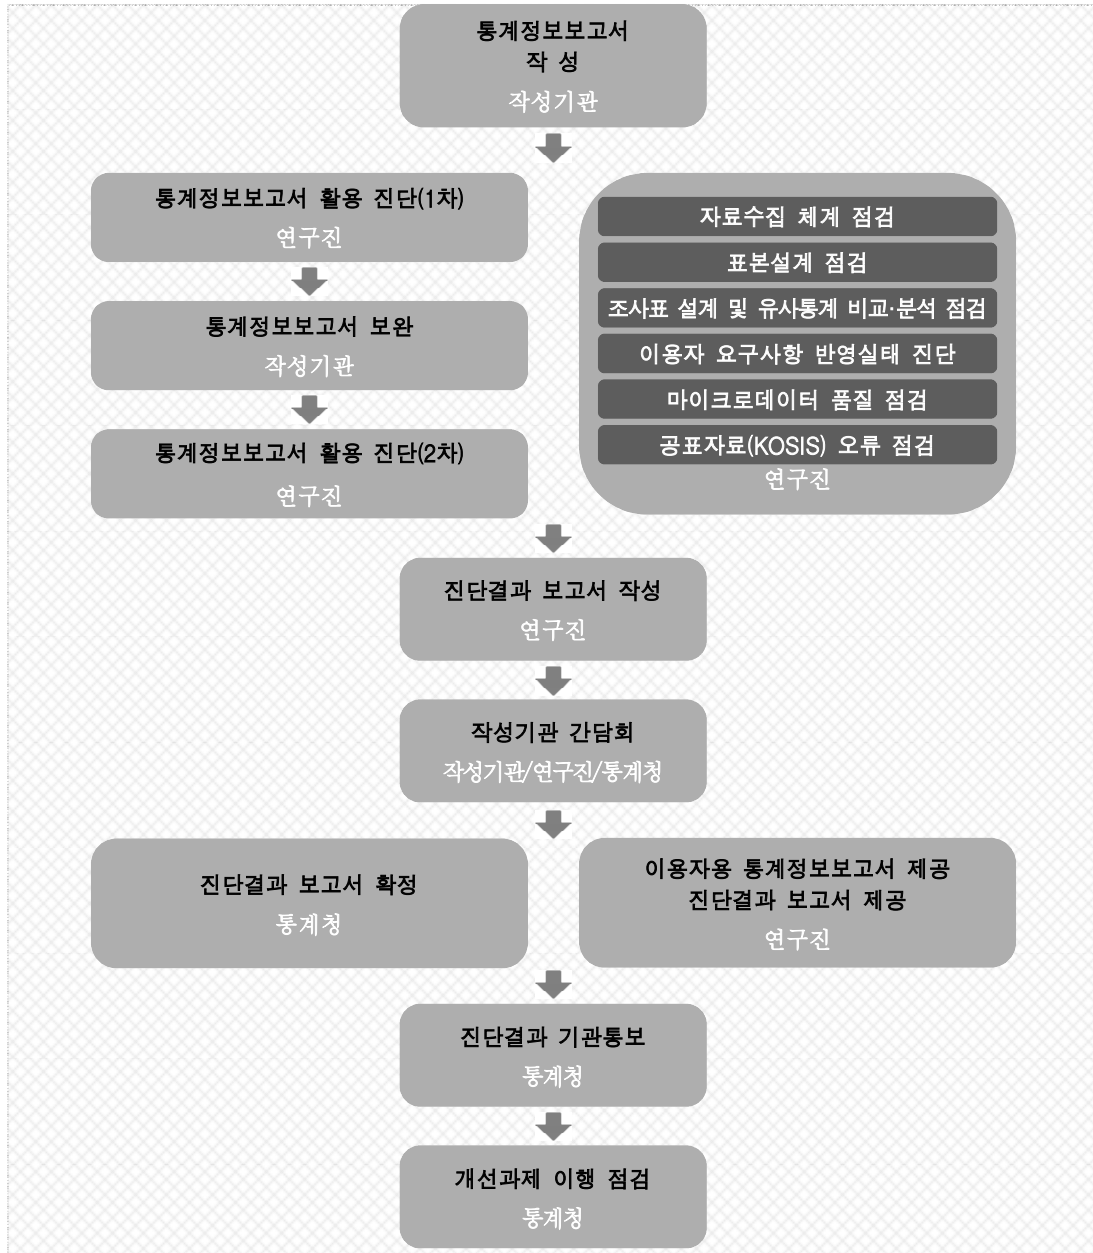 통계정보보고서
작 성
작성기관
통계정보보고서 활용 진단(1차)
연구진
통계정보보고서 보완
작성기관
통계정보보고서 활용 진단(2차)
연구진
자료수집 체계 점검
표본설계 점검
조사표 설계 및 유사통계 비교·분석 점검
이용자 요구사항 반영실태 진단
마이크로데이터 품질 점검
공표자료(KOSIS) 오류 점검
연구진
진단결과 보고서 작성
연구진
작성기관 간담회
작성기관/연구진/통계청
진단결과 보고서 확정
통계청
이용자용 통계정보보고서 제공
진단결과 보고서 제공
연구진
진단결과 기관통보
통계청
개선과제 이행 점검
통계청